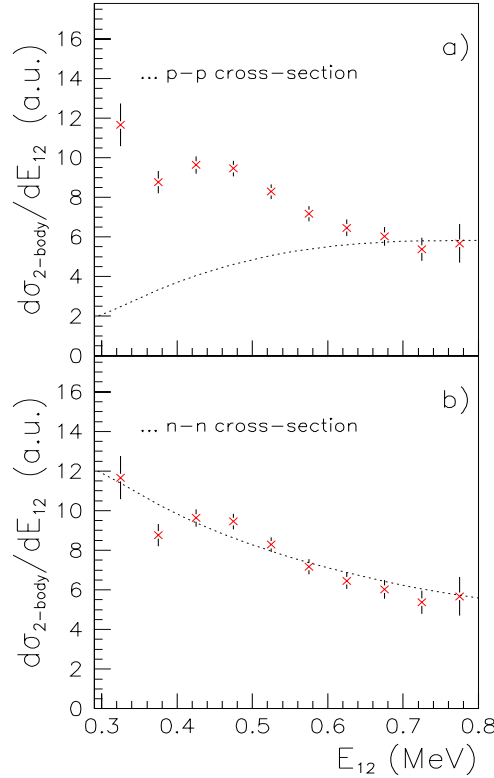 16
14
12
10
8
6
4
2
0
dσ2-body/dE12 (a.u.)
a)
... p-p cross-section
16
14
12
10
8
6
4
2
0
dσ2-body/dE12 (a.u.)
b)
... n-n cross-section
0.3 0.4 0.5 0.6 0.7 0.8
E12 (MeV)